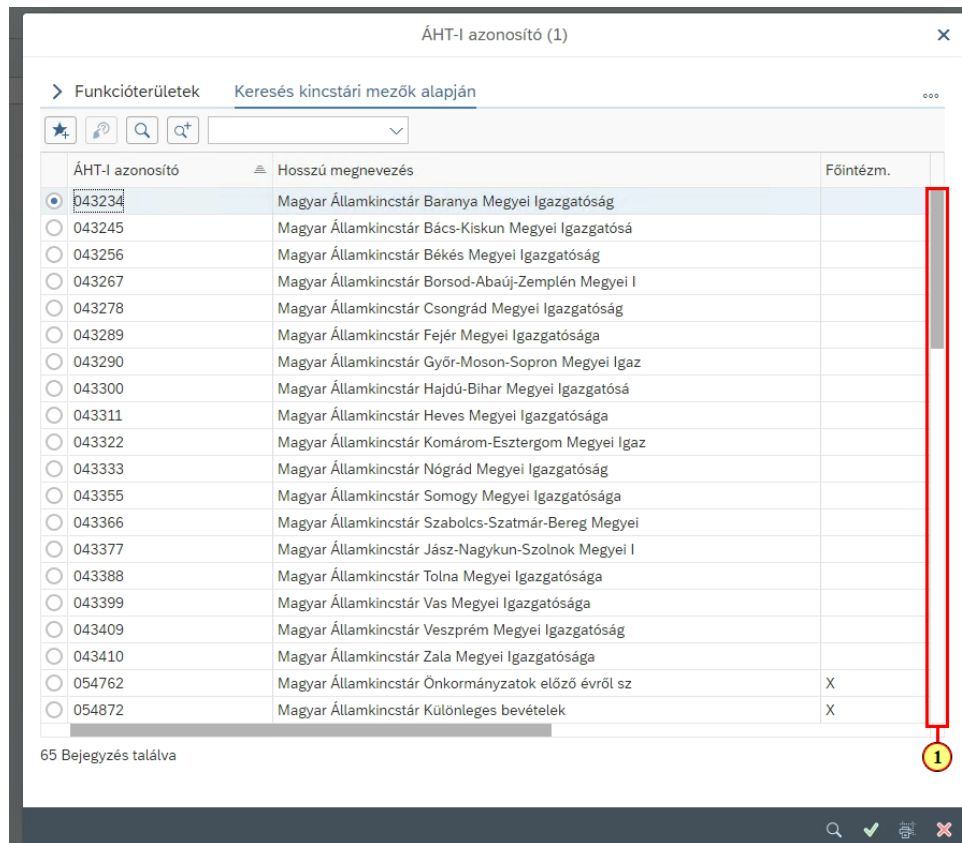 ÁHT-I azonosító (1)
Funkcióterületek Keresés kincstári mezők alapján
ÁHT-I azonosító Hosszú megnevezés Főintézm.
043234 Magyar Államkincstár Baranya Megyei Igazgatóság
043245 Magyar Államkincstár Bács-Kiskun Megyei Igazgatósá
043256 Magyar Államkincstár Békés Megyei Igazgatóság
043267 Magyar Államkincstár Borsod-Abaúj-Zemplén Megyei I
043278 Magyar Államkincstár Csongrád Megyei Igazgatóság
043289 Magyar Államkincstár Fejér Megyei Igazgatósága
043290 Magyar Államkincstár Győr-Moson-Sopron Megyei Igaz
043300 Magyar Államkincstár Hajdú-Bihar Megyei Igazgatósá
043311 Magyar Államkincstár Heves Megyei Igazgatósága
043322 Magyar Államkincstár Komárom-Esztergom Megyei Igaz
043333 Magyar Államkincstár Nógrád Megyei Igazgatóság
043355 Magyar Államkincstár Somogy Megyei Igazgatósága
043366 Magyar Államkincstár Szabolcs-Szatmár-Bereg Megyei
043377 Magyar Államkincstár Jász-Nagykun-Szolnok Megyei I
043388 Magyar Államkincstár Tolna Megyei Igazgatósága
043399 Magyar Államkincstár Vas Megyei Igazgatósága
043409 Magyar Államkincstár Veszprém Megyei Igazgatóság
043410 Magyar Államkincstár Zala Megyei Igazgatósága
054762 Magyar Államkincstár Önkormányzatok előző évről sz X
054872 Magyar Államkincstár Különleges bevételek X
65 Bejegyzés találva
1